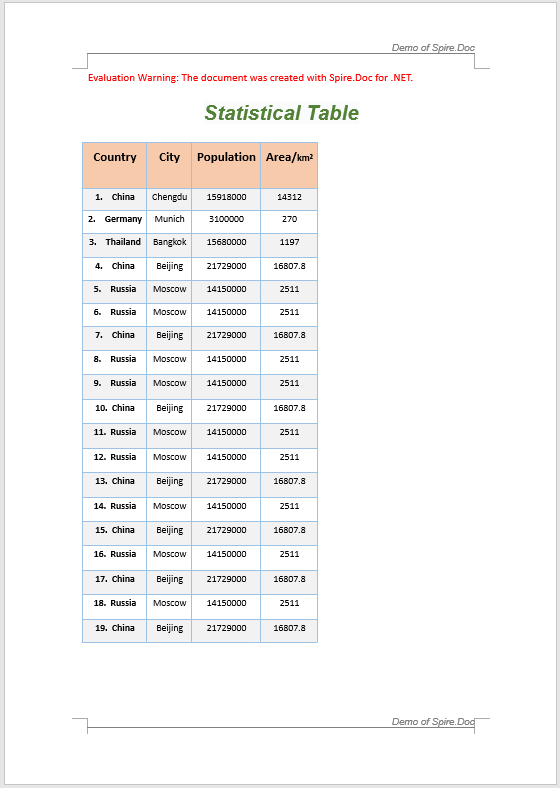 Demo of Spire.Doc
Evaluation Warning: The document was created with Spire.Doc for .NET.
Statistical Table
Country City Population Area/km²
1. China Chengdu 15918000 14312
2. Germany Munich 3100000 270
3. Thailand Bangkok 15680000 1197
4. China Beijing 21729000 16807.8
5. Russia Moscow 14150000 2511
6. Russia Moscow 14150000 2511
7. China Beijing 21729000 16807.8
8. Russia Moscow 14150000 2511
9. Russia Moscow 14150000 2511
10. China Beijing 21729000 16807.8
11. Russia Moscow 14150000 2511
12. Russia Moscow 14150000 2511
13. China Beijing 21729000 16807.8
14. Russia Moscow 14150000 2511
15. China Beijing 21729000 16807.8
16. Russia Moscow 14150000 2511
17. China Beijing 21729000 16807.8
18. Russia Moscow 14150000 2511
19. China Beijing 21729000 16807.8
Demo of Spire.Doc